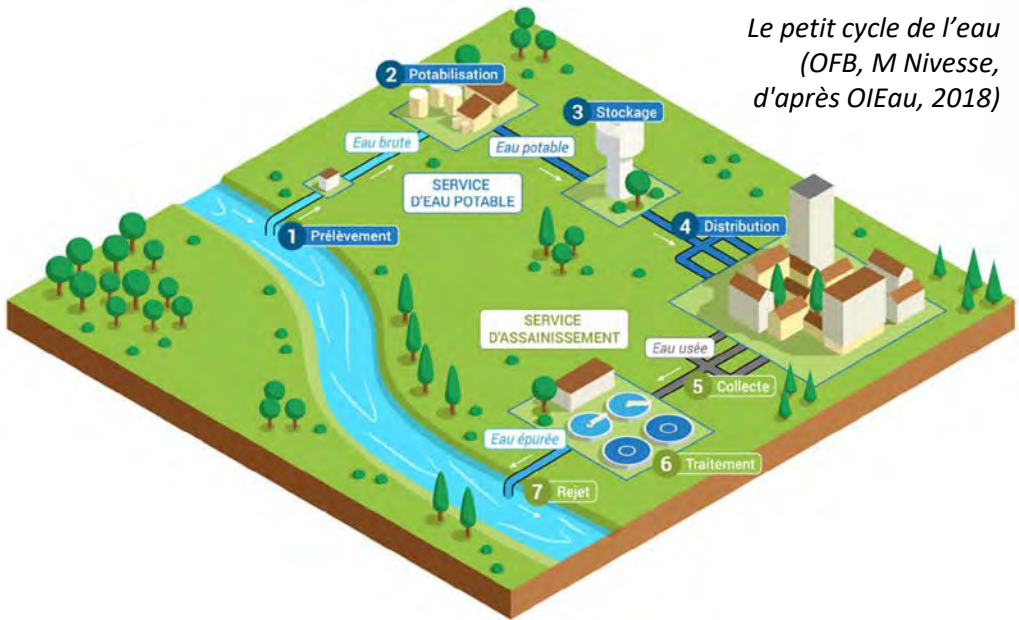 Le petit cycle de l’eau
(OFB, M Nivesse,
d'après OIEau, 2018)
2 Potabilisation
3 Stockage
Eau brute
Eau potable
SERVICE
D'EAU POTABLE
1 Prélèvement
4 Distribution
SERVICE
D'ASSAINISSEMENT
Eau usée
5 Collecte
Eau épurée
6 Traitement
7 Rejet